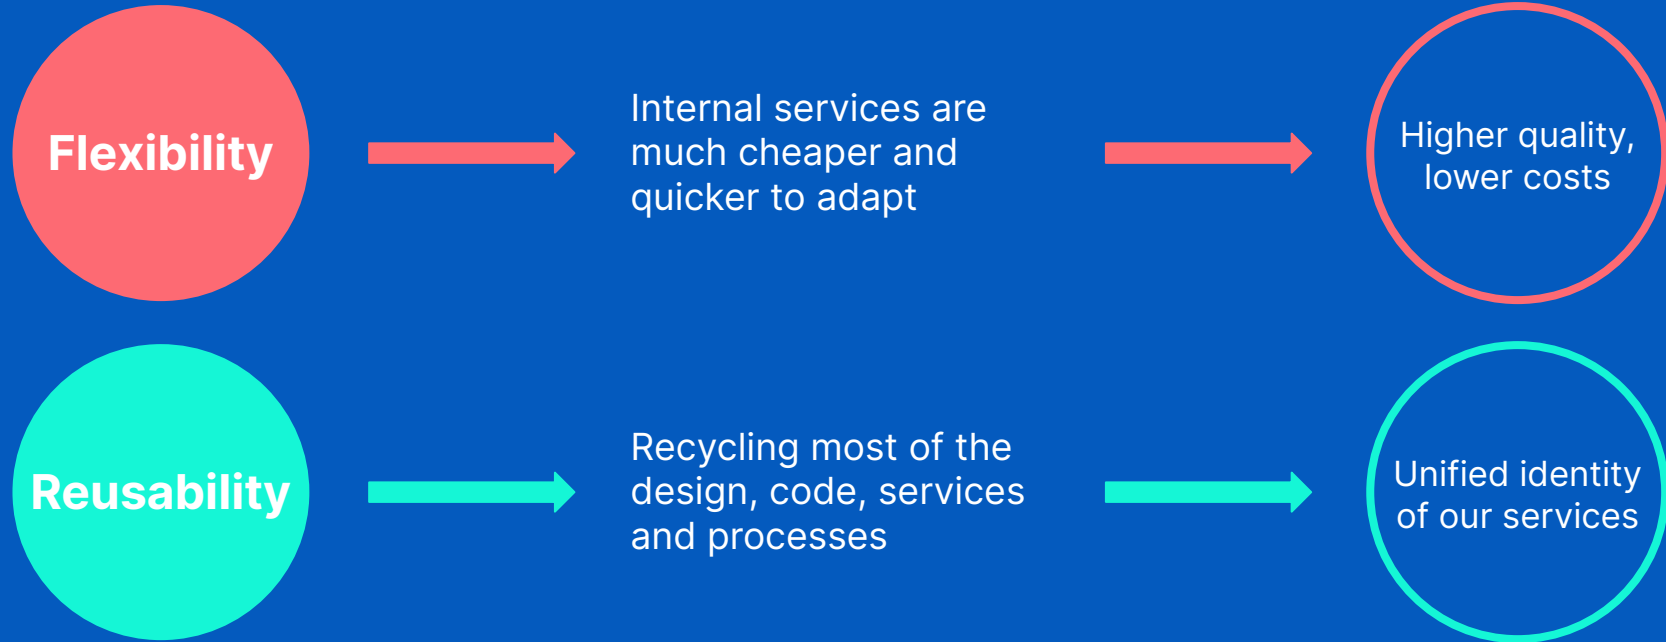 Flexibility
Internal services are
much cheaper and
quicker to adapt
Higher quality,
lower costs
Reusability
Recycling most of the
design, code, services
and processes
Unified identity
of our services